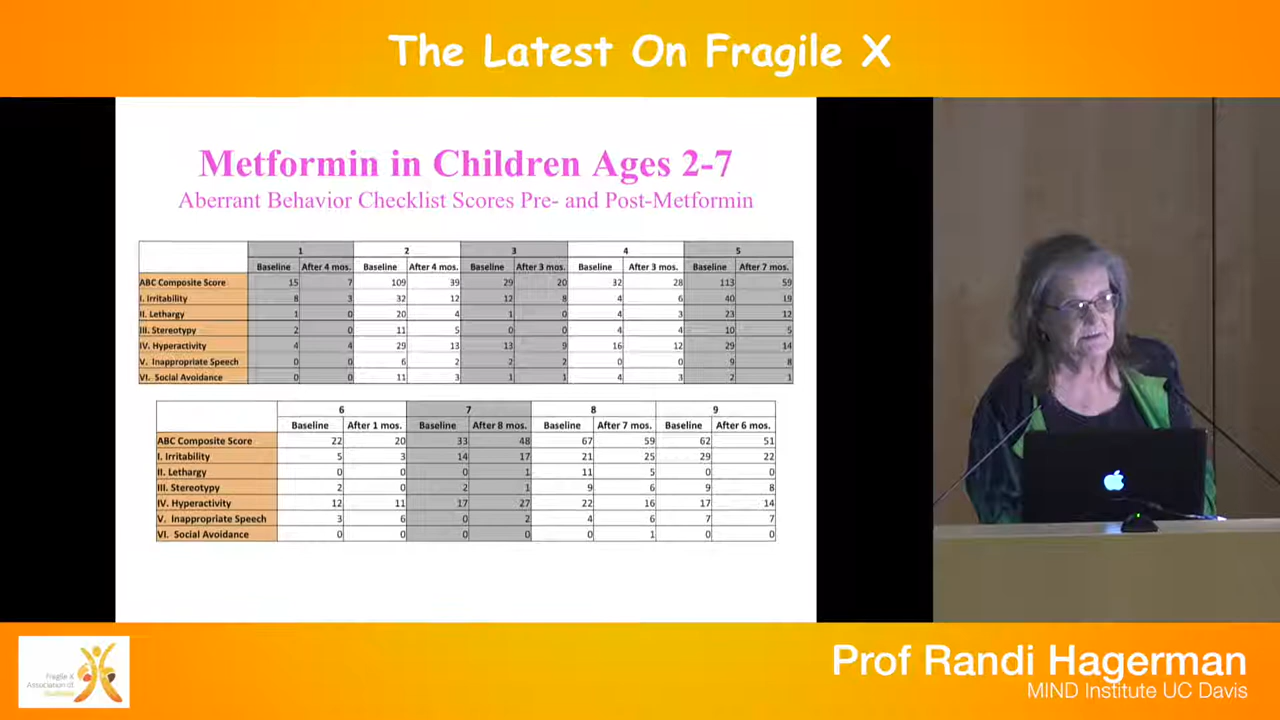 The Latest On Fragile X
Metformin in Children Ages 2-7
Aberrant Behavior Checklist Scores Pre- and Post-Metformin
1 2 3 4 5
Baseline After 4 mos. Baseline After 4 mos. Baseline After 3 mos. Baseline After 3 mos. Baseline After 7 mos.
ABC Composite Score 15 7 109 39 29 20 32 28 113 59
I. Irritability 8 3 32 12 12 8 4 6 40 19
II. Lethargy 1 0 20 4 1 0 4 3 23 12
III. Stereotypy 2 0 11 5 0 0 4 4 10 5
IV. Hyperactivity 4 4 29 13 13 9 16 12 29 14
V. Inappropriate Speech 0 0 6 2 2 2 0 0 9 8
VI. Social Avoidance 0 0 11 3 1 1 4 3 2 1
6 7 8 9
Baseline After 1 mos. Baseline After 8 mos. Baseline After 7 mos. Baseline After 6 mos.
ABC Composite Score 22 20 33 48 67 59 62 51
I. Irritability 5 3 14 17 21 25 29 22
II. Lethargy 0 0 0 1 11 5 0 0
III. Stereotypy 2 0 2 1 9 6 9 8
IV. Hyperactivity 12 11 17 27 22 16 17 14
V. Inappropriate Speech 3 6 0 2 4 6 7 7
VI. Social Avoidance 0 0 0 0 0 1 0 0
Fragile X
Association of
Australia
Prof Randi Hagerman
MIND Institute UC Davis